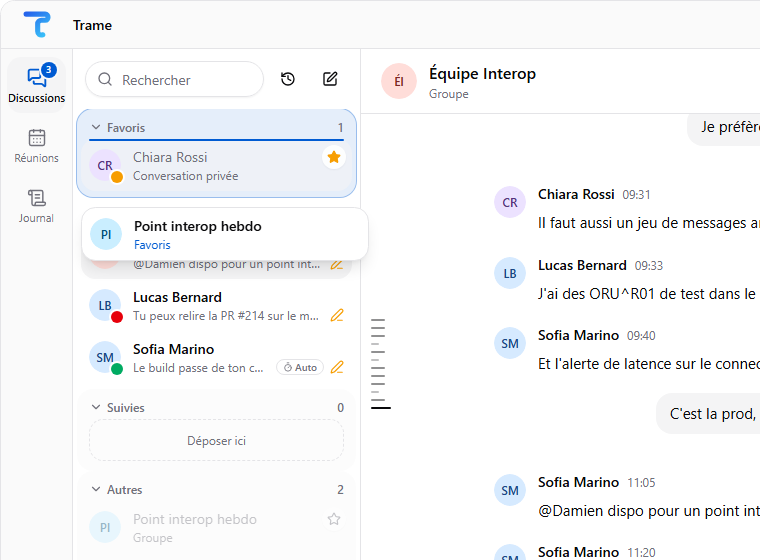 Trame
3
Discussions
Réunions
Journal
Rechercher
Favoris 1
CR
Chiara Rossi
Conversation privée
PI
Point interop hebdo
Favoris
@Damien dispo pour un point int...
LB
Lucas Bernard
Tu peux relire la PR #214 sur le m...
SM
Sofia Marino
Le build passe de ton c... Auto
Suivies 0
Déposer ici
Autres 2
PI
Point interop hebdo
Groupe
ÉI
Équipe Interop
Groupe
Je préfère
CR
Chiara Rossi 09:31
Il faut aussi un jeu de messages
LB
Lucas Bernard 09:33
J'ai des ORU^R01 de test dans le
SM
Sofia Marino 09:40
Et l'alerte de latence sur le
C'est la prod,
SM
Sofia Marino 11:05
@Damien dispo pour un point
SM
Sofia Marino 11:20